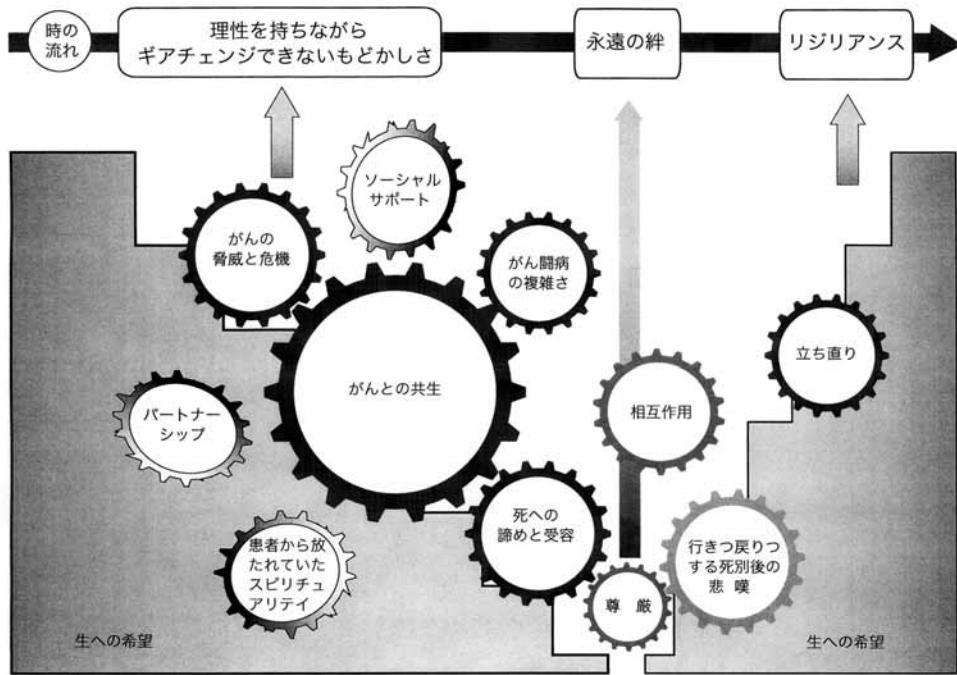 時の
流れ
理性を持ちながら
ギアチェンジできないもどかしさ
永遠の絆
リジリアンス
ソーシャル
サポート
がんの
脅威と危機
がん闘病
の複雑さ
がんとの共生
立ち直り
パートナー
シップ
相互作用
死への
諦めと受容
患者から放
たれていた
スピリチュ
アリテイ
行きつ戻りつ
する死別後の
悲 嘆
尊 厳
生への希望
生への希望